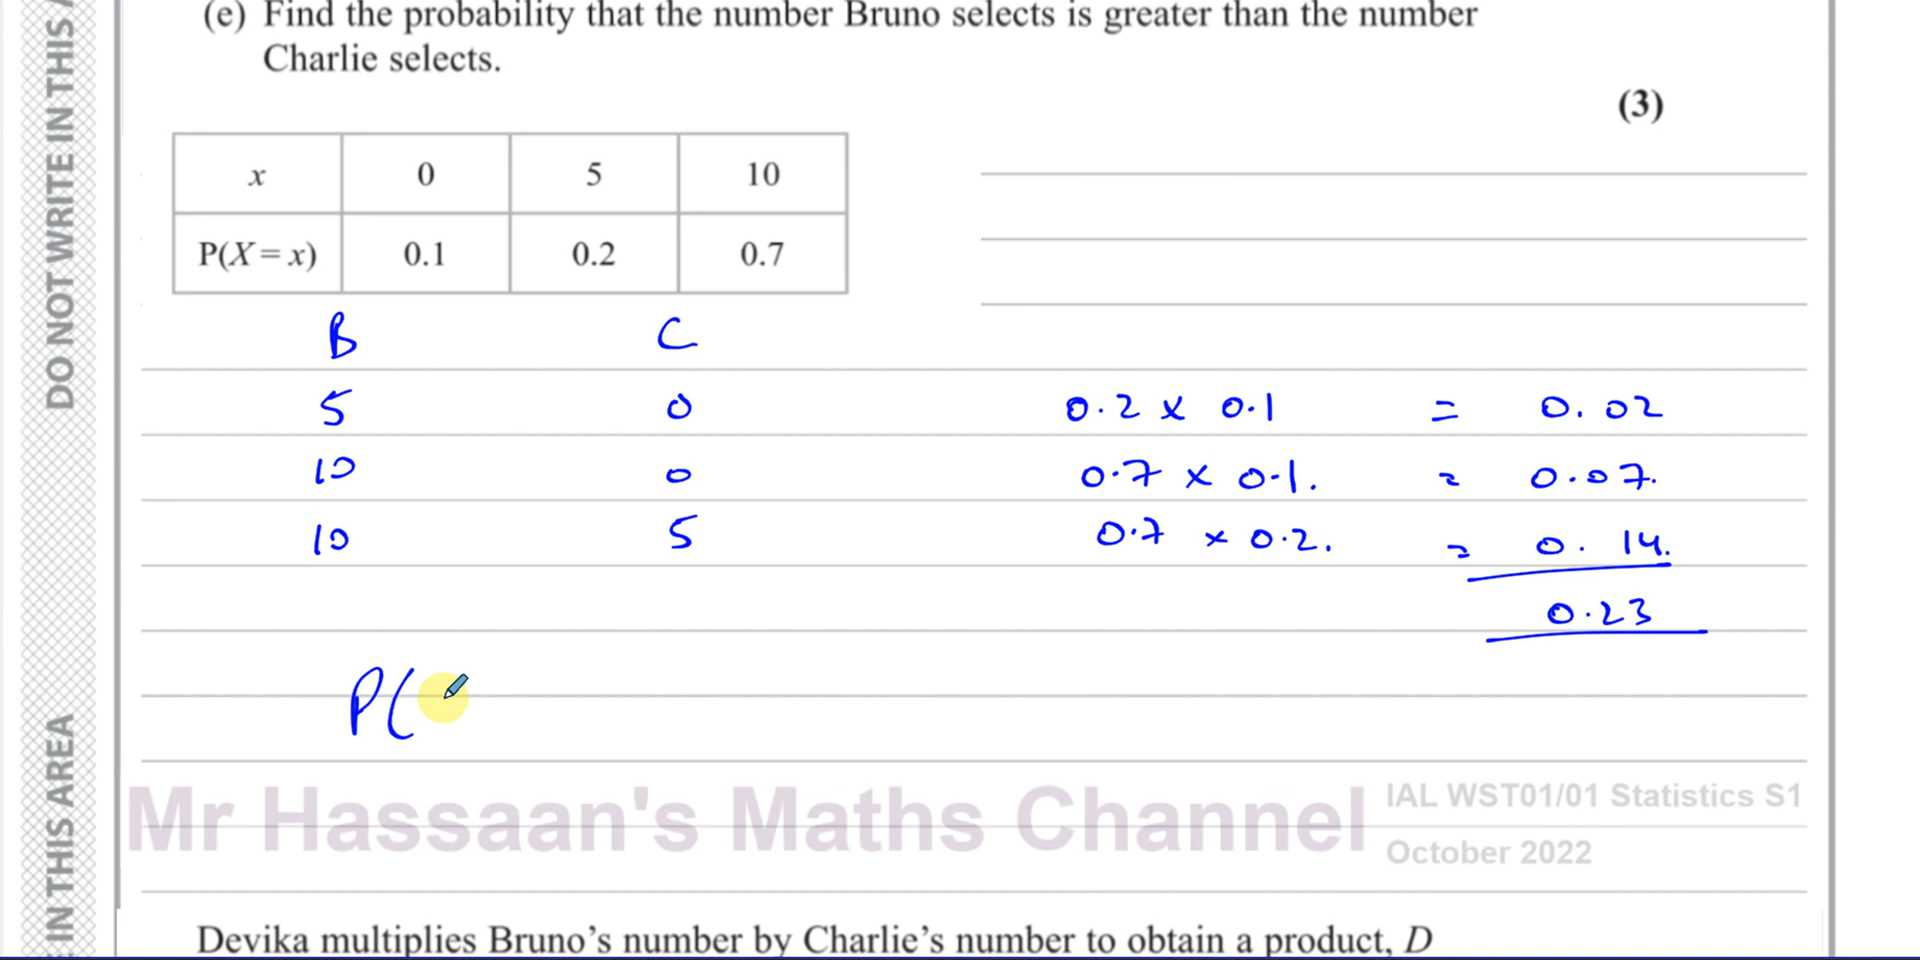 DO NOT WRITE IN THIS A
IN THIS AREA
(e) Find the probability that the number Bruno selects is greater than the number
Charlie selects.
(3)
x 0 5 10
P(X = x) 0.1 0.2 0.7
B C
5 0 0.2 x 0.1 = 0.02
10 0 0.7 x 0.1. = 0.07.
10 5 0.7 x 0.2. = 0.14.
0.23
P(
Mr Hassaan's Maths Channel
IAL WST01/01 Statistics S1
October 2022
Devika multiplies Bruno's number by Charlie's number to obtain a product, D